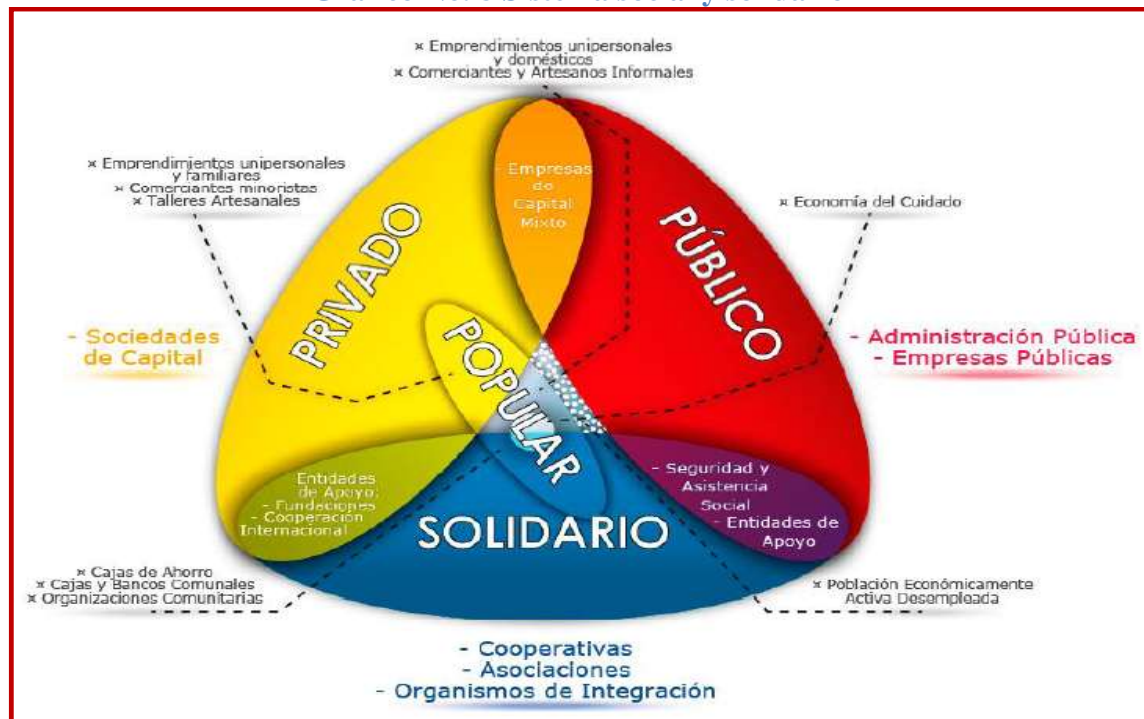 × Emprendimientos unipersonales
y domésticos
× Comerciantes y Artesanos Informales
× Emprendimientos unipersonales
y familiares
× Comerciantes minoristas
× Talleres Artesanales
- Empresas
de
Capital
Mixto
× Economía del Cuidado
PRIVADO
PÚBLICO
- Sociedades
de Capital
- Administración Pública
- Empresas Públicas
POPULAR
Entidades
de Apoyo:
- Fundaciones
- Cooperación
Internacional
- Seguridad y
Asistencia
Social
- Entidades de
Apoyo
SOLIDARIO
× Cajas de Ahorro
× Cajas y Bancos Comunales
× Organizaciones Comunitarias
× Población Económicamente
Activa Desempleada
- Cooperativas
- Asociaciones
- Organismos de Integración